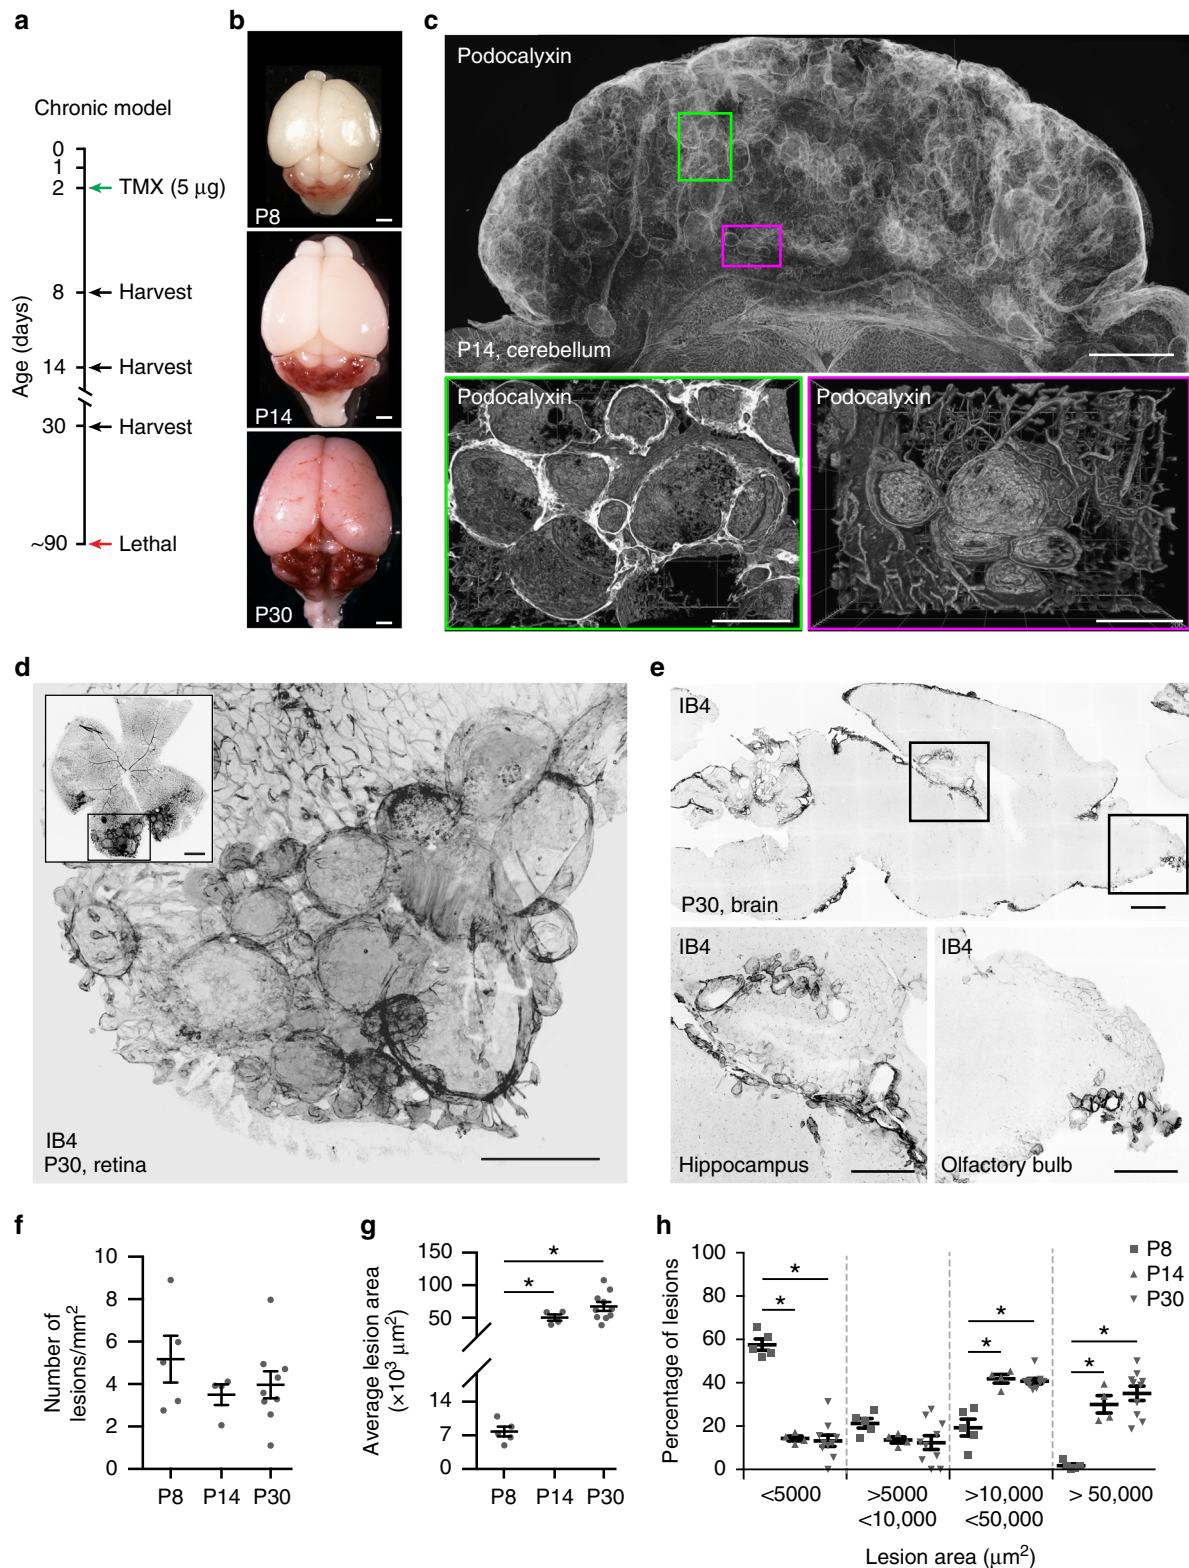 a
Chronic model
0
1
2
TMX (5 μg)
8
Harvest
14
Harvest
30
Harvest
~90
Lethal
Age (days)
b
P8
P14
P30
c
Podocalyxin
P14, cerebellum
Podocalyxin
Podocalyxin
d
IB4
P30, retina
e
IB4
P30, brain
IB4
Hippocampus
IB4
Olfactory bulb
f
Number of
lesions/mm²
10
8
6
4
2
0
P8 P14 P30
g
Average lesion area
(×10³ μm²)
150
100
50
14
7
0
* *
P8 P14 P30
h
Percentage of lesions
100
80
60
40
20
0
* * * * * *
P8
P14
P30
<5000 >5000 >10,000 > 50,000
<10,000 <50,000
Lesion area (μm²)